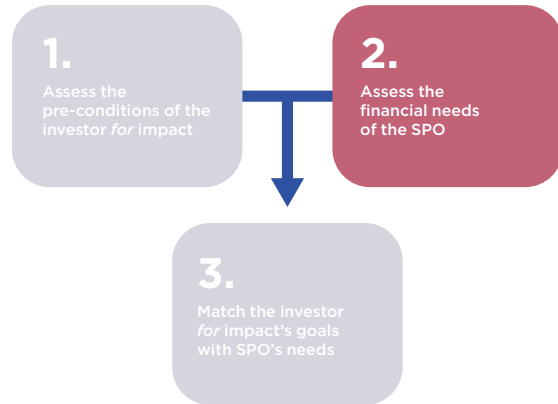 1.
Assess the
pre-conditions of the
investor for impact
2.
Assess the
financial needs
of the SPO
3.
Match the investor
for impact's goals
with SPO's needs